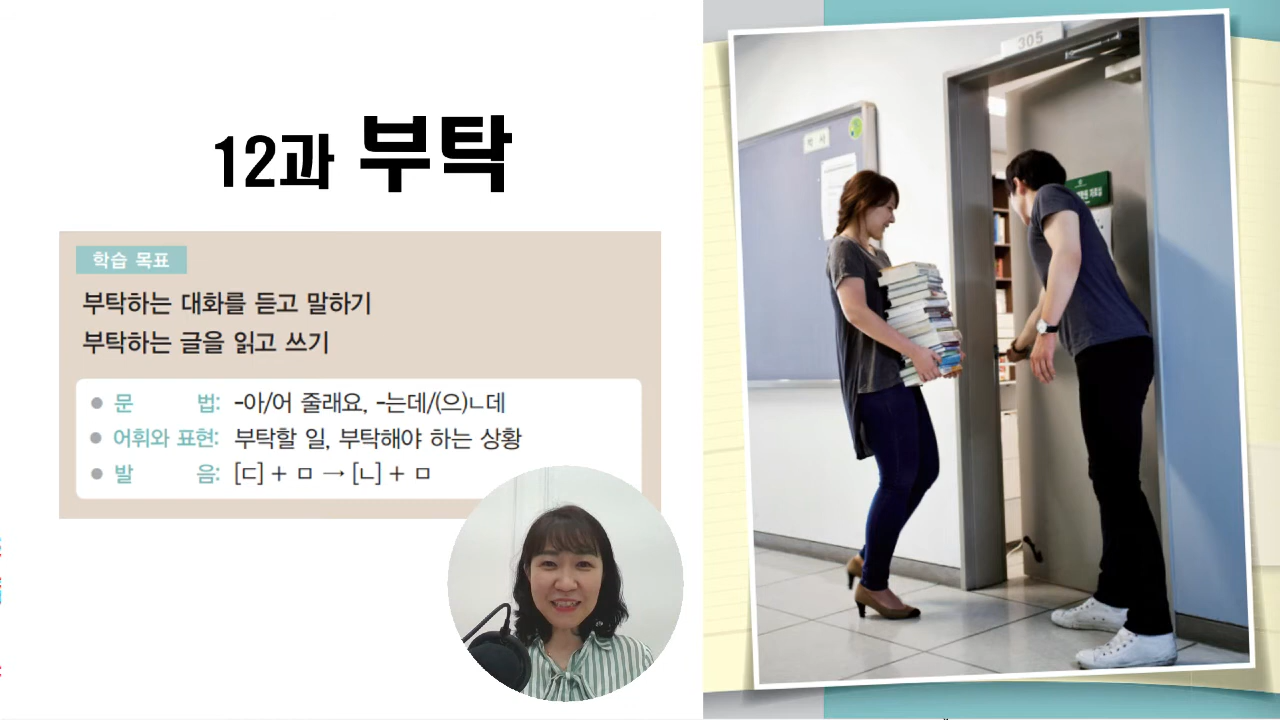 12과 부탁
학습 목표
부탁하는 대화를 듣고 말하기
부탁하는 글을 읽고 쓰기
문 법: -아/어 줄래요, -는데/(으)ㄴ데
어휘와 표현: 부탁할 일, 부탁해야 하는 상황
발 음: [ㄷ] + ㅁ → [ㄴ] + ㅁ
305